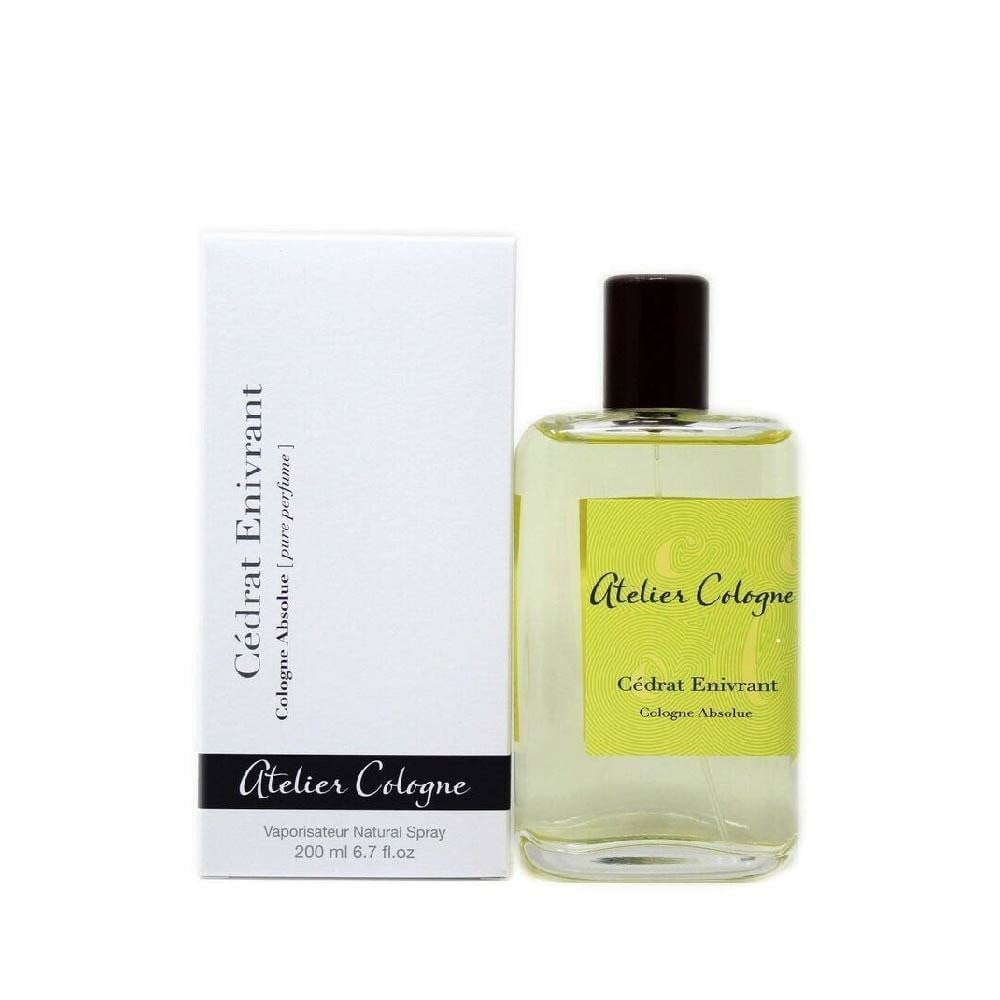 Cédrat Enivrant
Cologne Absolue [pure perfume]
Atelier Cologne
Vaporisateur Natural Spray
200 ml 6.7 fl.oz
Atelier Cologne
Cédrat Enivrant
Cologne Absolue